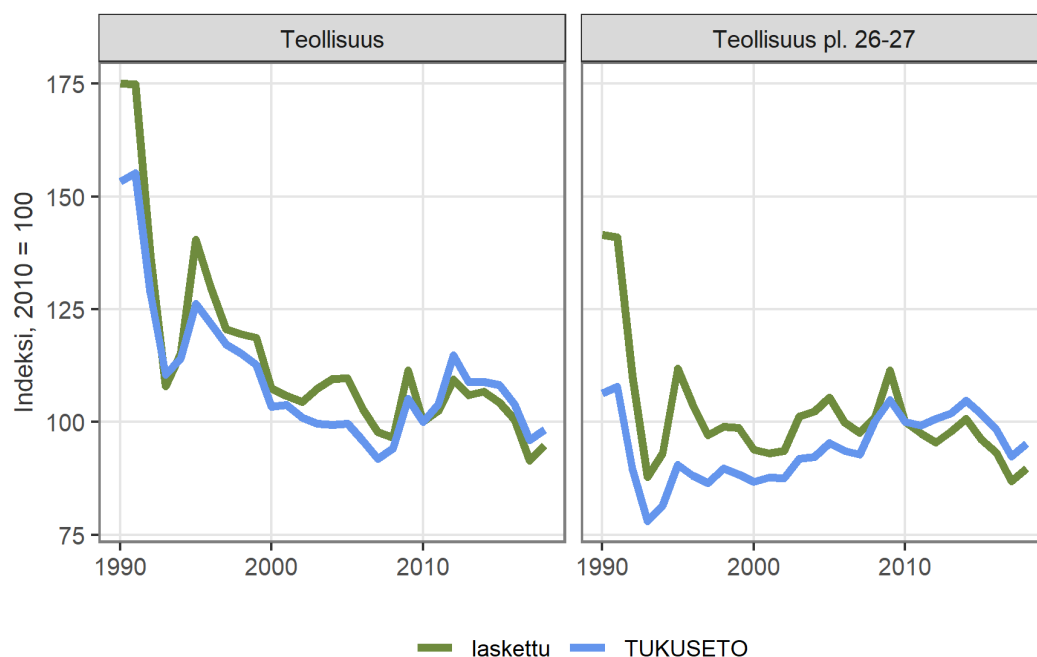 Teollisuus
Teollisuus pl. 26-27
Indeksi, 2010 = 100
175
150
125
100
75
1990
2000
2010
1990
2000
2010
laskettu
TUKUSETO